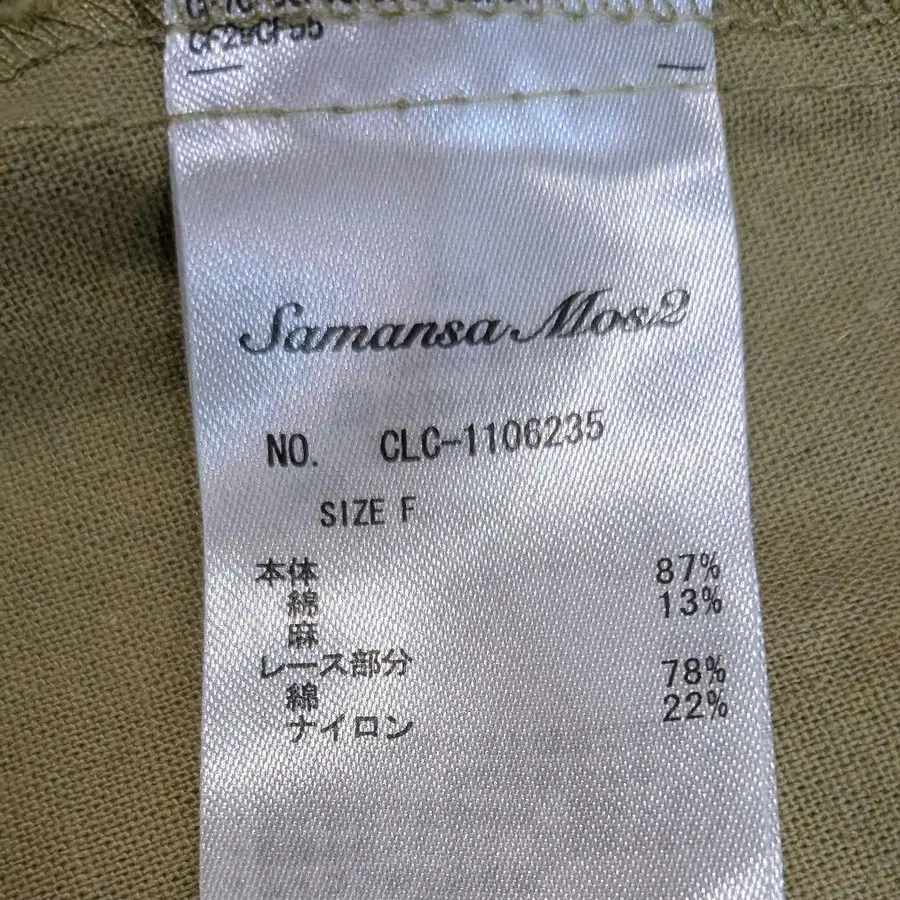 CF29CF55
Samansa Mos2
NO. CLC-1106235
SIZE F
本体
綿 87%
麻 13%
レース部分
綿 78%
ナイロン 22%